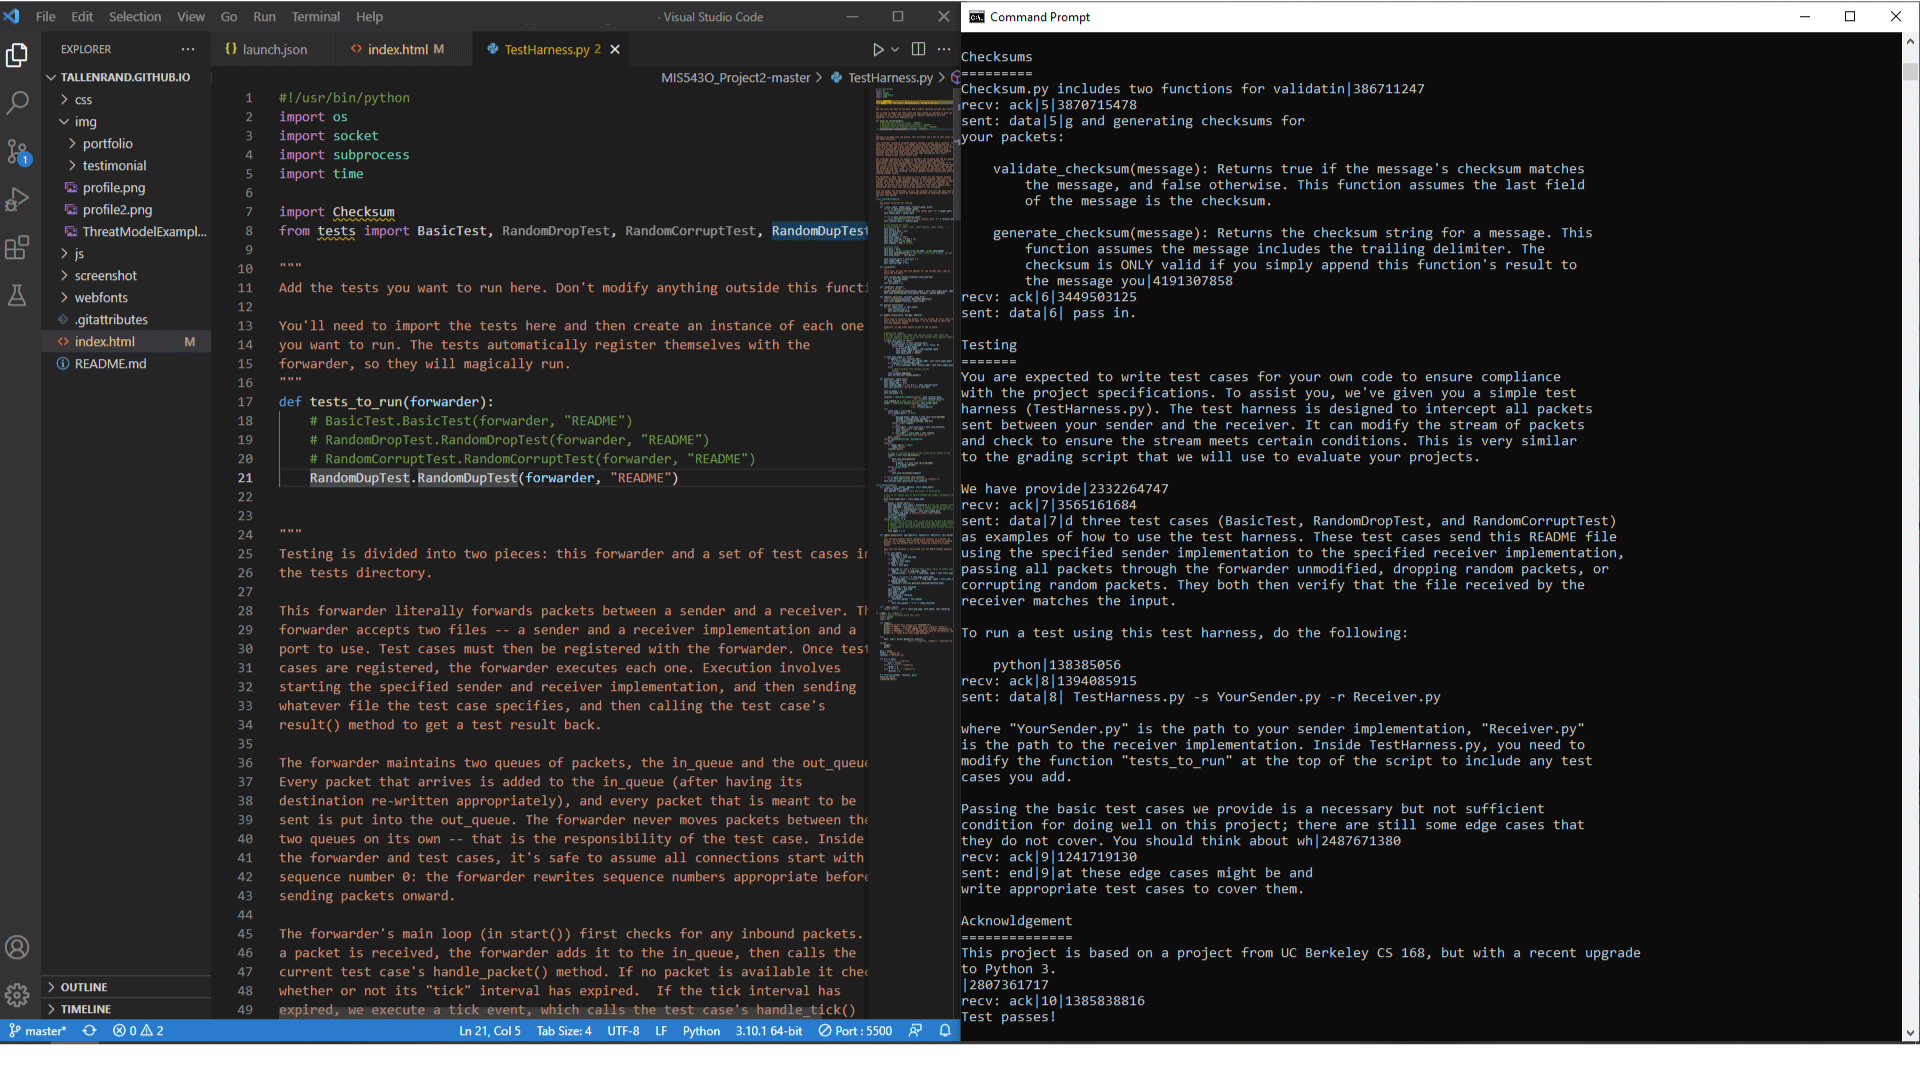 File Edit Selection View Go Run Terminal Help
- Visual Studio Code
EXPLORER
TALLENRAND.GITHUB.IO
css
img
portfolio
testimonial
profile.png
profile2.png
ThreatModelExampl...
js
screenshot
webfonts
.gitattributes
index.html M
README.md
OUTLINE
TIMELINE
launch.json
index.html M
TestHarness.py 2
MIS543O_Project2-master > TestHarness.py >
1 #!/usr/bin/python
2 import os
3 import socket
4 import subprocess
5 import time
6
7 import Checksum
8 from tests import BasicTest, RandomDropTest, RandomCorruptTest, RandomDupTest
9
10 """
11 Add the tests you want to run here. Don't modify anything outside this functi
12
13 You'll need to import the tests here and then create an instance of each one
14 you want to run. The tests automatically register themselves with the
15 forwarder, so they will magically run.
16 """
17 def tests_to_run(forwarder):
18 # BasicTest.BasicTest(forwarder, "README")
19 # RandomDropTest.RandomDropTest(forwarder, "README")
20 # RandomCorruptTest.RandomCorruptTest(forwarder, "README")
21 RandomDupTest.RandomDupTest(forwarder, "README")
22
23
24 """
25 Testing is divided into two pieces: this forwarder and a set of test cases in
26 the tests directory.
27
28 This forwarder literally forwards packets between a sender and a receiver. Th
29 forwarder accepts two files -- a sender and a receiver implementation and a
30 port to use. Test cases must then be registered with the forwarder. Once test
31 cases are registered, the forwarder executes each one. Execution involves
32 starting the specified sender and receiver implementation, and then sending
33 whatever file the test case specifies, and then calling the test case's
34 result() method to get a test result back.
35
36 The forwarder maintains two queues of packets, the in_queue and the out_queue
37 Every packet that arrives is added to the in_queue (after having its
38 destination re-written appropriately), and every packet that is meant to be
39 sent is put into the out_queue. The forwarder never moves packets between the
40 two queues on its own -- that is the responsibility of the test case. Inside
41 the forwarder and test cases, it's safe to assume all connections start with
42 sequence number 0: the forwarder rewrites sequence numbers appropriate before
43 sending packets onward.
44
45 The forwarder's main loop (in start()) first checks for any inbound packets.
46 a packet is received, the forwarder adds it to the in_queue, then calls the
47 current test case's handle_packet() method. If no packet is available it chec
48 whether or not its "tick" interval has expired.  If the tick interval has
49 expired, we execute a tick event, which calls the test case's handle_tick()
master* 0 2 Ln 21, Col 5 Tab Size: 4 UTF-8 LF Python 3.10.1 64-bit Port : 5500
Command Prompt
Checksums
=========
Checksum.py includes two functions for validatin|386711247
recv: ack|5|3870715478
sent: data|5|g and generating checksums for
your packets:
validate_checksum(message): Returns true if the message's checksum matches
the message, and false otherwise. This function assumes the last field
of the message is the checksum.
generate_checksum(message): Returns the checksum string for a message. This
function assumes the message includes the trailing delimiter. The
checksum is ONLY valid if you simply append this function's result to
the message you|4191307858
recv: ack|6|3449503125
sent: data|6| pass in.
Testing
=======
You are expected to write test cases for your own code to ensure compliance
with the project specifications. To assist you, we've given you a simple test
harness (TestHarness.py). The test harness is designed to intercept all packets
sent between your sender and the receiver. It can modify the stream of packets
and check to ensure the stream meets certain conditions. This is very similar
to the grading script that we will use to evaluate your projects.
We have provide|2332264747
recv: ack|7|3565161684
sent: data|7|d three test cases (BasicTest, RandomDropTest, and RandomCorruptTest)
as examples of how to use the test harness. These test cases send this README file
using the specified sender implementation to the specified receiver implementation,
passing all packets through the forwarder unmodified, dropping random packets, or
corrupting random packets. They both then verify that the file received by the
receiver matches the input.
To run a test using this test harness, do the following:
python|138385056
recv: ack|8|1394085915
sent: data|8| TestHarness.py -s YourSender.py -r Receiver.py
where "YourSender.py" is the path to your sender implementation, "Receiver.py"
is the path to the receiver implementation. Inside TestHarness.py, you need to
modify the function "tests_to_run" at the top of the script to include any test
cases you add.
Passing the basic test cases we provide is a necessary but not sufficient
condition for doing well on this project; there are still some edge cases that
they do not cover. You should think about wh|2487671380
recv: ack|9|1241719130
sent: end|9|at these edge cases might be and
write appropriate test cases to cover them.
Acknowldgement
==============
This project is based on a project from UC Berkeley CS 168, but with a recent upgrade
to Python 3.
|2807361717
recv: ack|10|1385838816
Test passes!